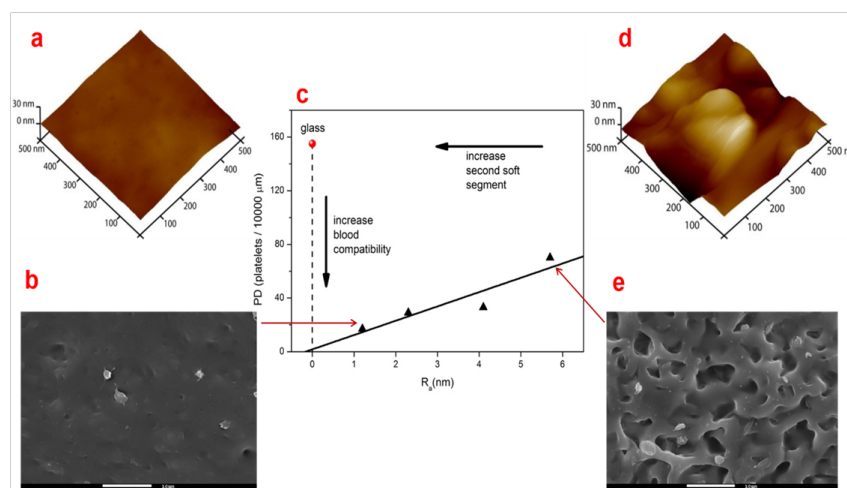 a
30 nm
0 nm
500 nm
400
300
200
100
100
200
300
400
500
b
c
PD (platelets / 10000 µm)
160
120
80
40
0
glass
increase
second soft
segment
increase
blood
compatibility
0
1
2
3
4
5
6
Ra(nm)
d
30 nm
0 nm
500 nm
400
300
200
100
100
200
300
400
500
e